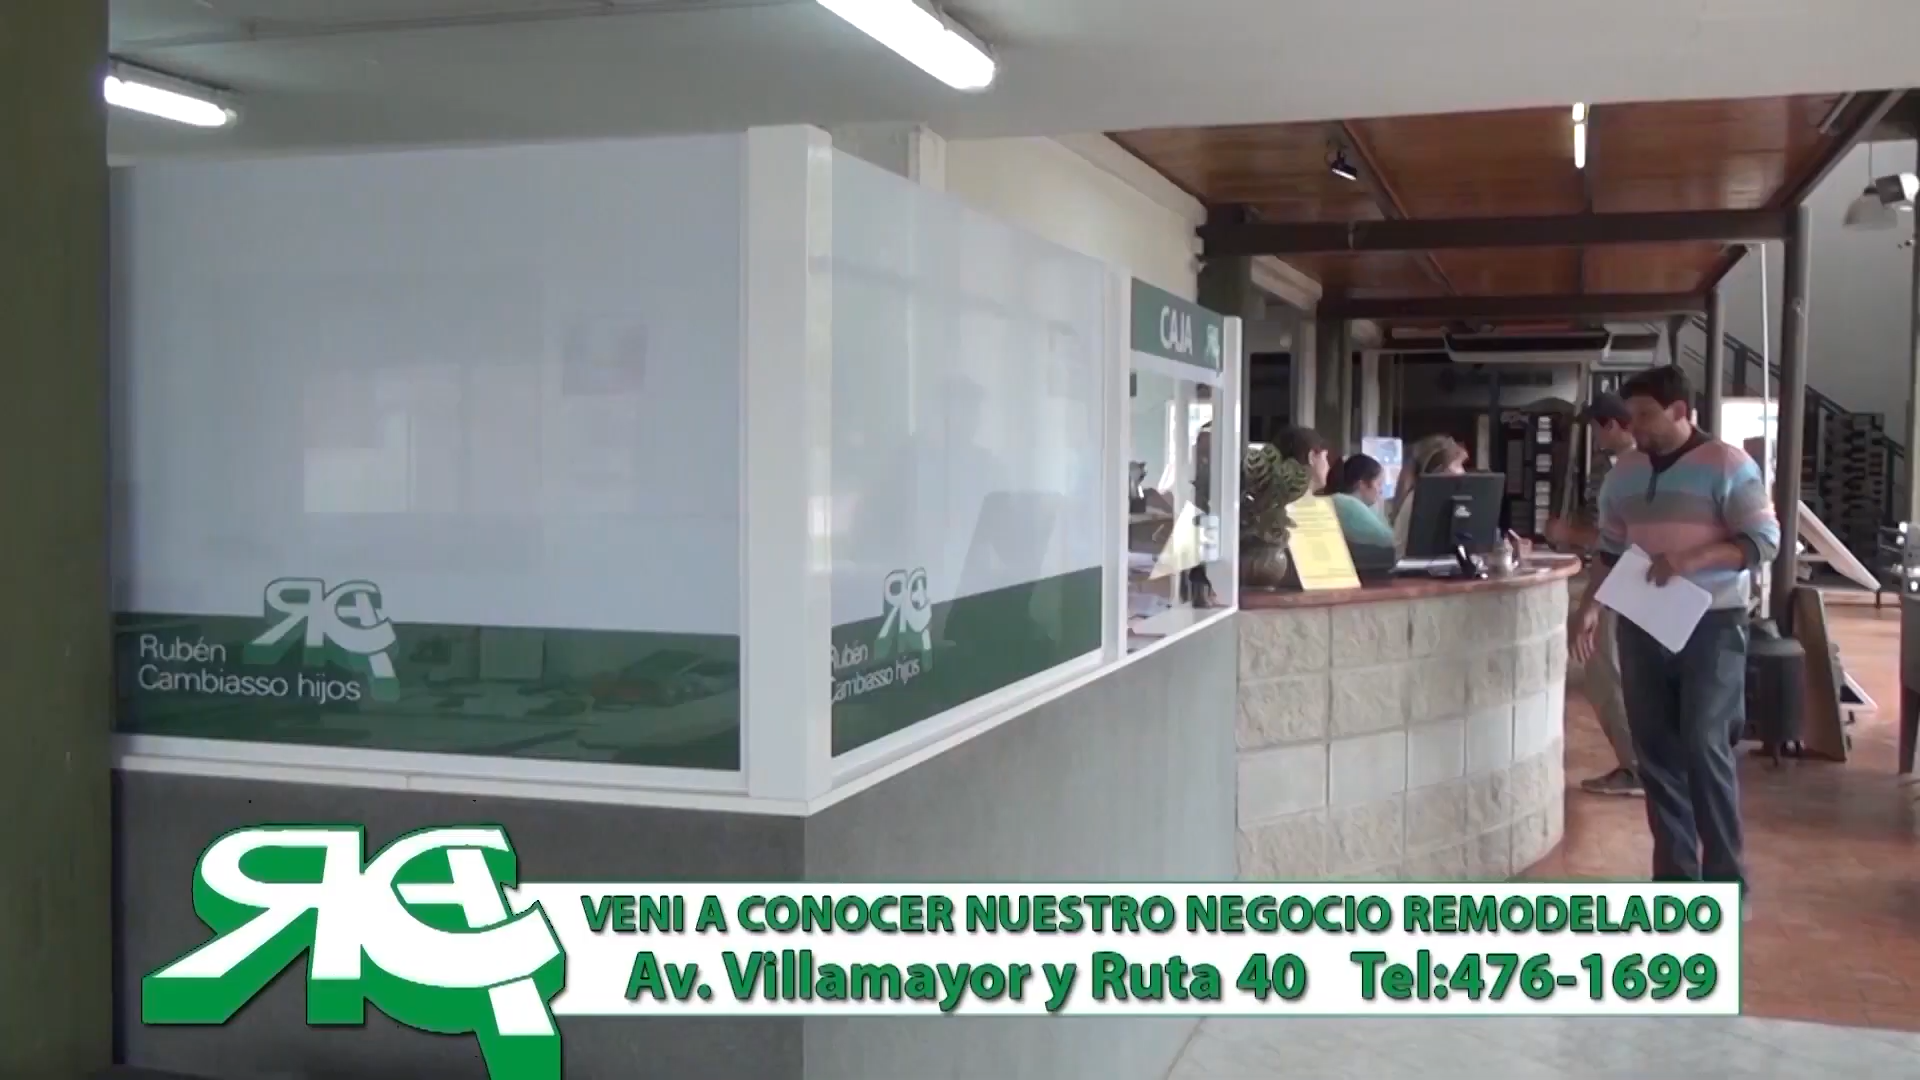 CAJA
Rubén
Cambiasso hijos
Rubén
Cambiasso hijos
VENI A CONOCER NUESTRO NEGOCIO REMODELADO
Av. Villamayor y Ruta 40 Tel:476-1699